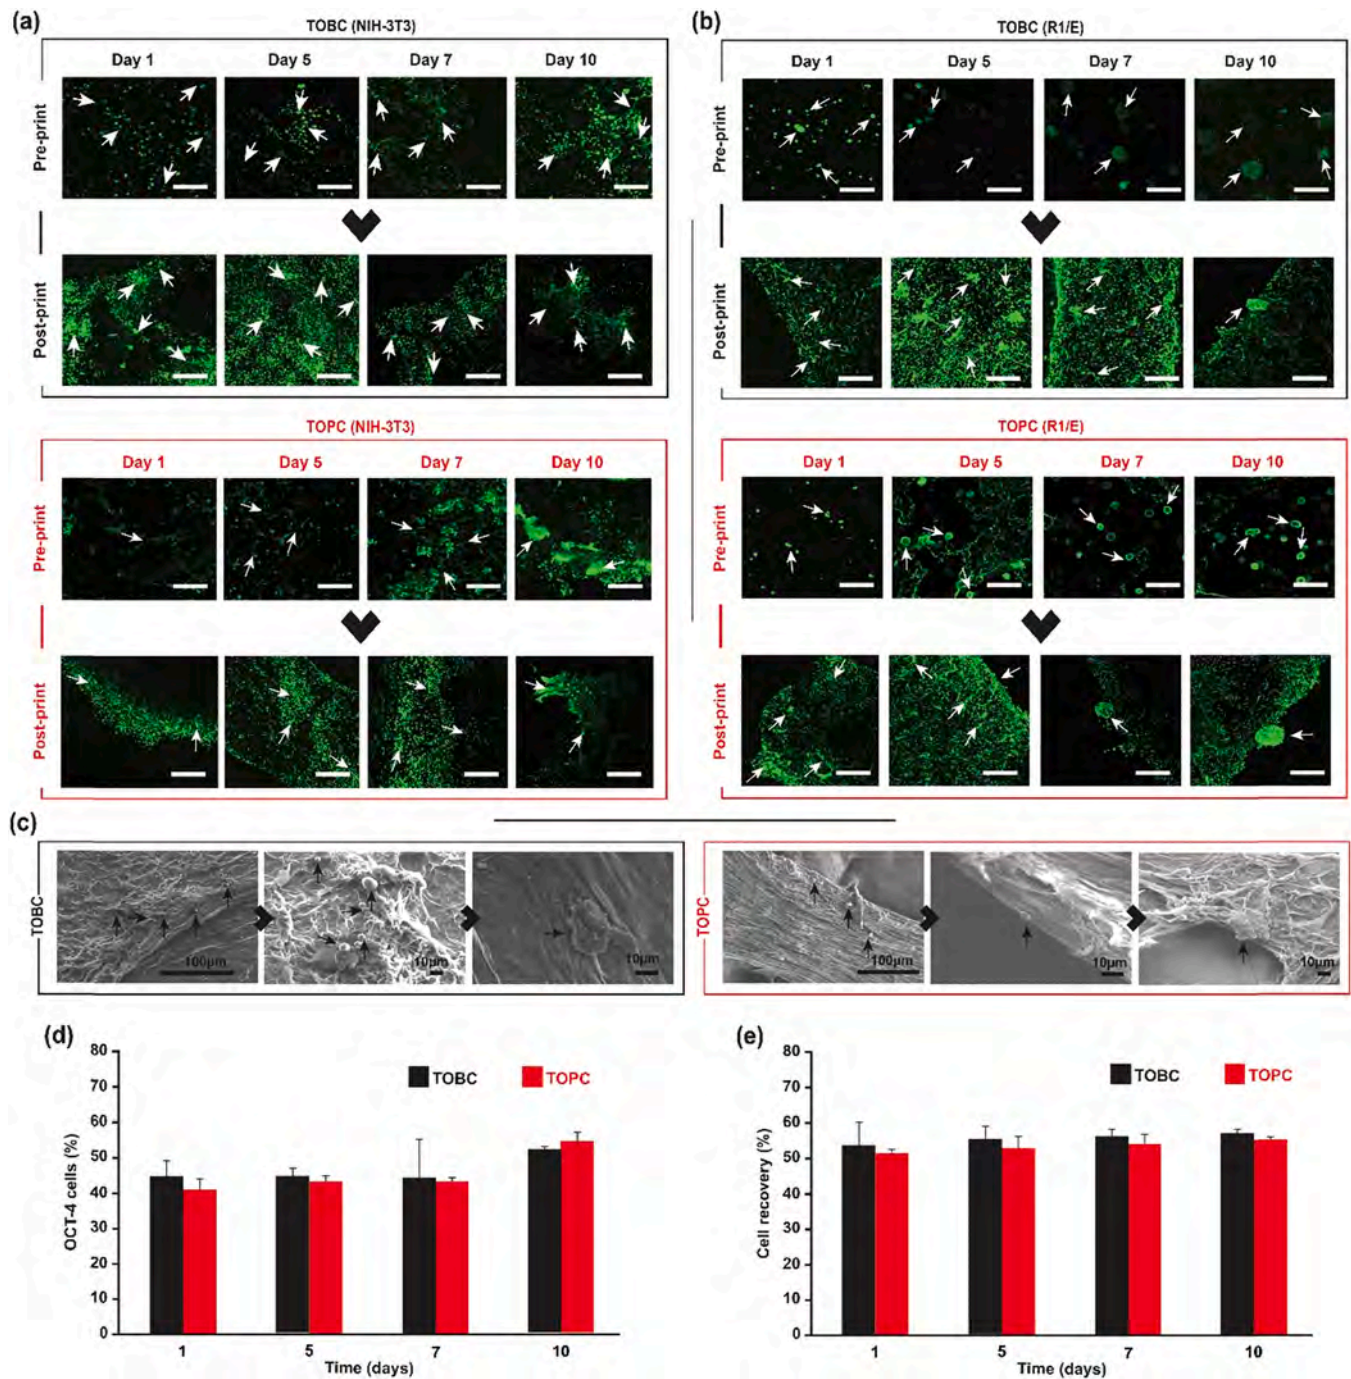 (a)
TOBC (NIH-3T3)
Day 1 Day 5 Day 7 Day 10
Pre-print
Post-print
TOPC (NIH-3T3)
Day 1 Day 5 Day 7 Day 10
Pre-print
Post-print
(b)
TOBC (R1/E)
Day 1 Day 5 Day 7 Day 10
Pre-print
Post-print
TOPC (R1/E)
Day 1 Day 5 Day 7 Day 10
Pre-print
Post-print
(c)
TOBC
100μm 10μm 10μm
TOPC
100μm 10μm 10μm
(d)
80
70
60
50
40
30
20
10
0
OCT-4 cells (%)
TOBC TOPC
1 5 7 10
Time (days)
(e)
80
70
60
50
40
30
20
10
0
Cell recovery (%)
TOBC TOPC
1 5 7 10
Time (days)